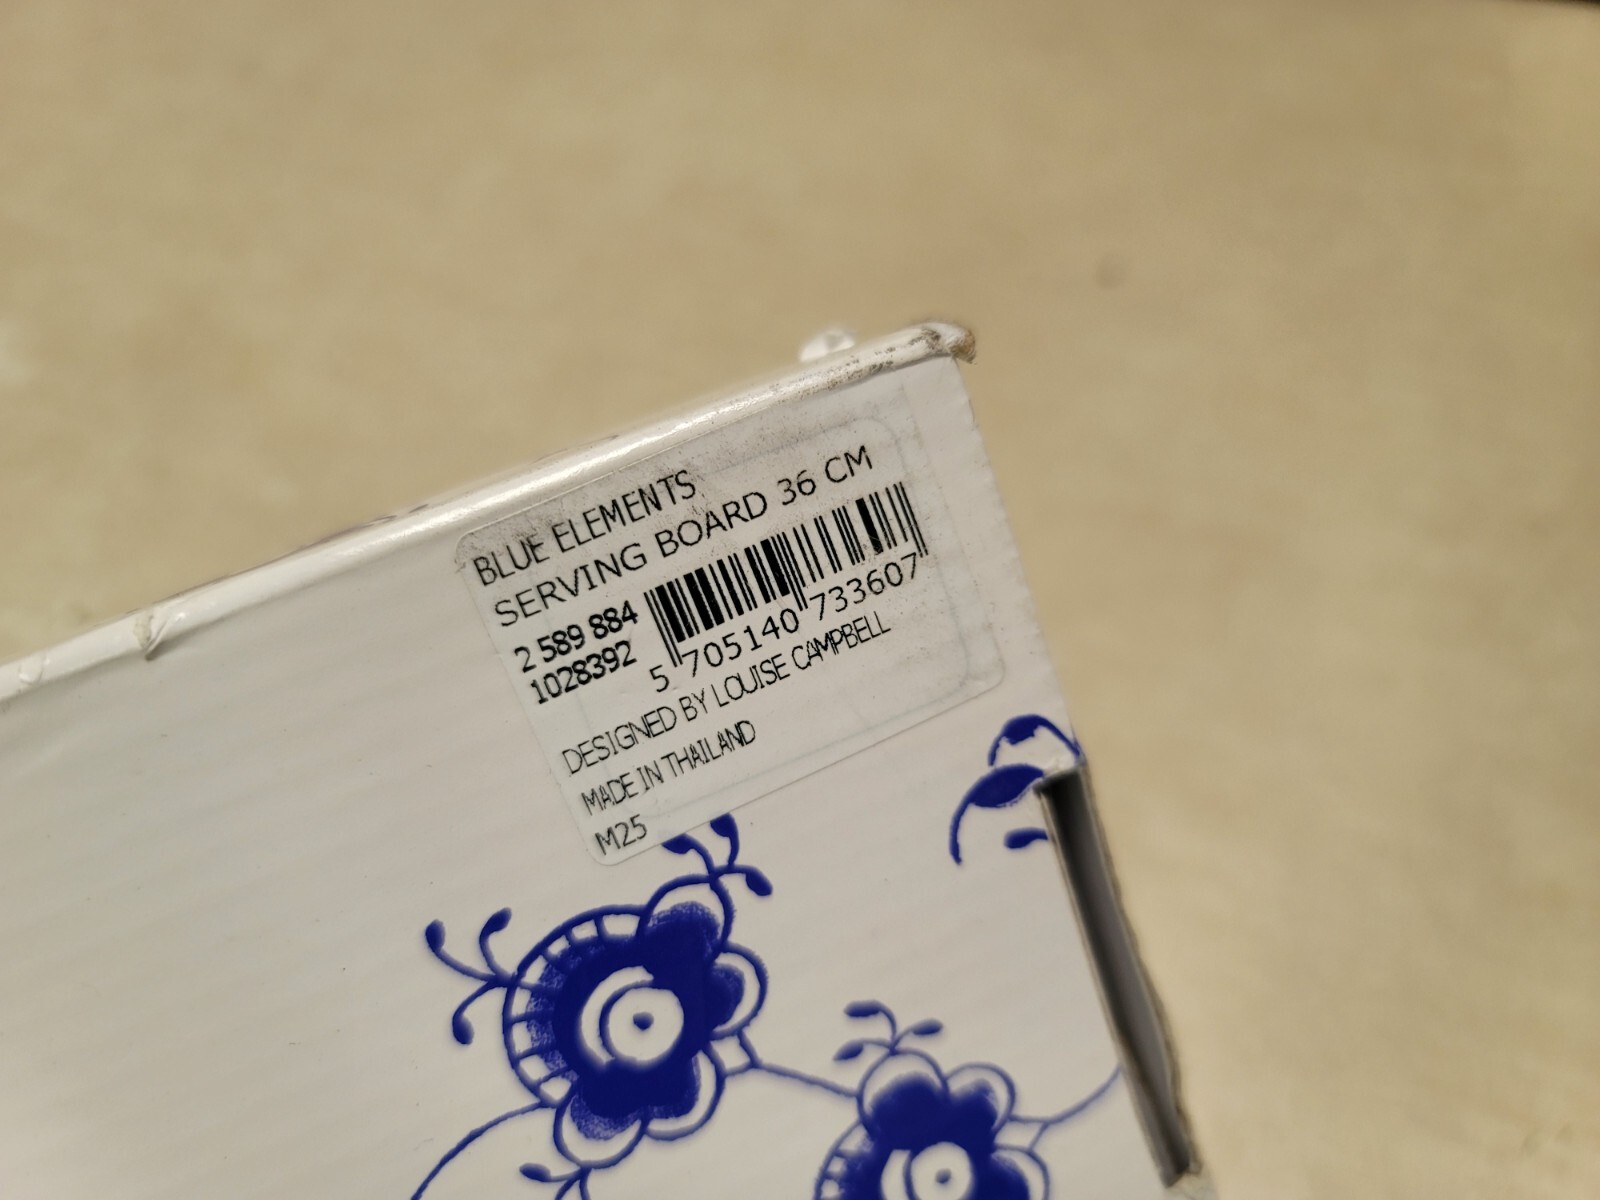 BLUE ELEMENTS
SERVING BOARD 36 CM
2 589 884
1028392
5 705140 733607
DESIGNED BY LOUISE CAMPBELL
MADE IN THAILAND
M25